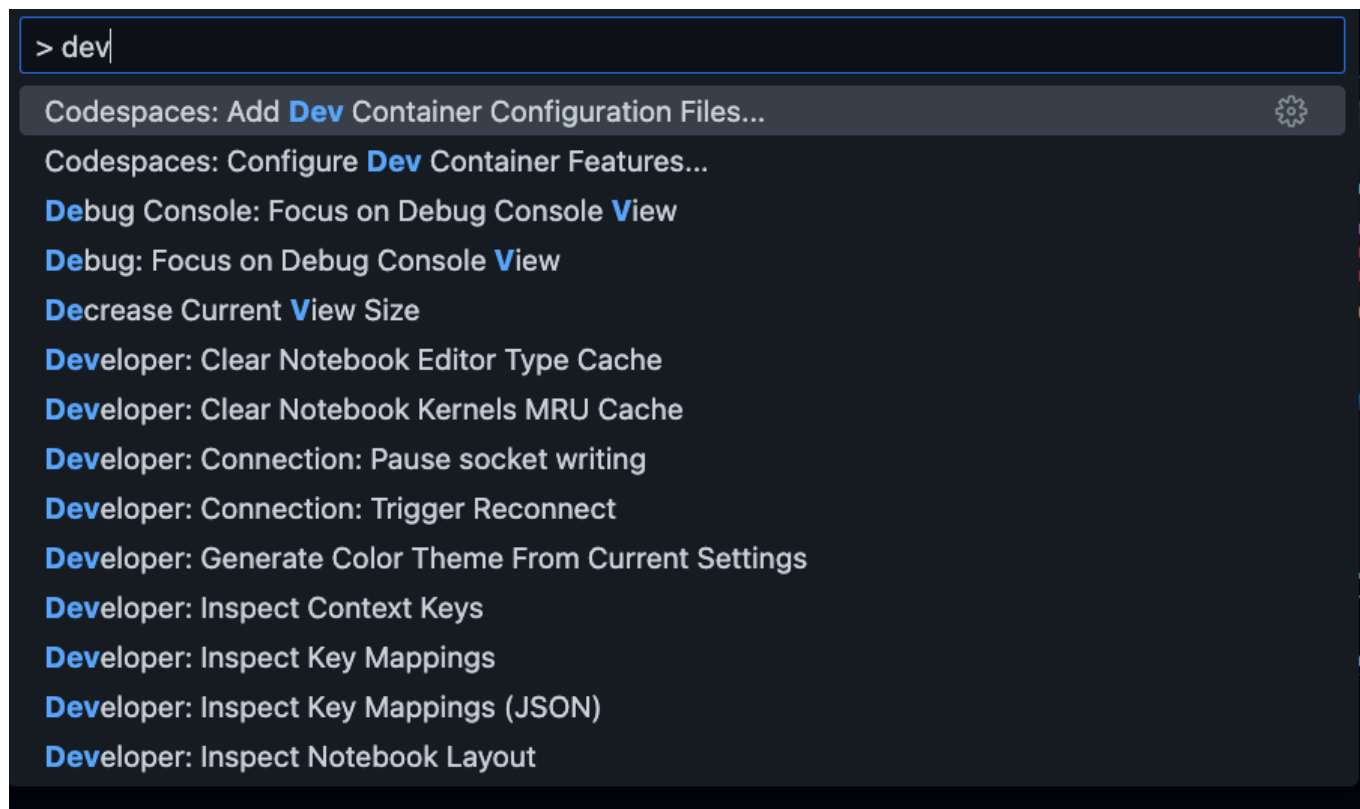 > dev
Codespaces: Add Dev Container Configuration Files...
Codespaces: Configure Dev Container Features...
Debug Console: Focus on Debug Console View
Debug: Focus on Debug Console View
Decrease Current View Size
Developer: Clear Notebook Editor Type Cache
Developer: Clear Notebook Kernels MRU Cache
Developer: Connection: Pause socket writing
Developer: Connection: Trigger Reconnect
Developer: Generate Color Theme From Current Settings
Developer: Inspect Context Keys
Developer: Inspect Key Mappings
Developer: Inspect Key Mappings (JSON)
Developer: Inspect Notebook Layout